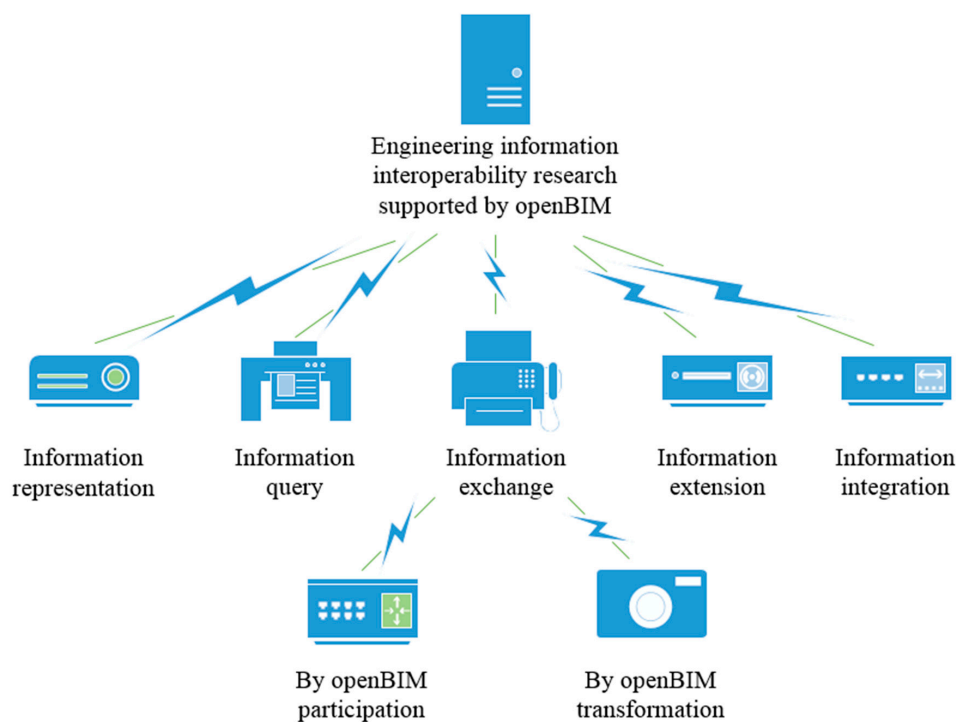 Engineering information
interoperability research
supported by openBIM
Information
representation
Information
query
Information
exchange
Information
extension
Information
integration
By openBIM
participation
By openBIM
transformation